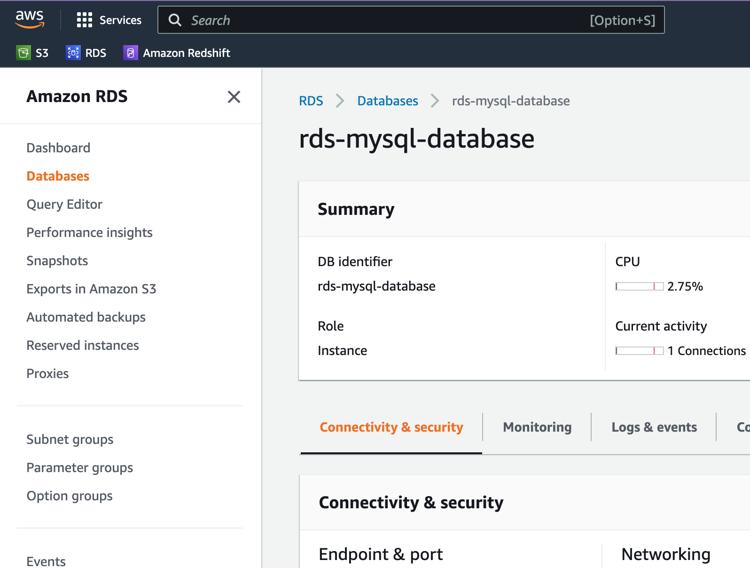 aws
Services
Search
[Option+S]
S3
RDS
Amazon Redshift
Amazon RDS
Dashboard
Databases
Query Editor
Performance insights
Snapshots
Exports in Amazon S3
Automated backups
Reserved instances
Proxies
Subnet groups
Parameter groups
Option groups
Events
RDS
Databases
rds-mysql-database
rds-mysql-database
Summary
DB identifier
rds-mysql-database
Role
Instance
CPU
2.75%
Current activity
1 Connections
Connectivity & security
Monitoring
Logs & events
Co
Connectivity & security
Endpoint & port
Networking